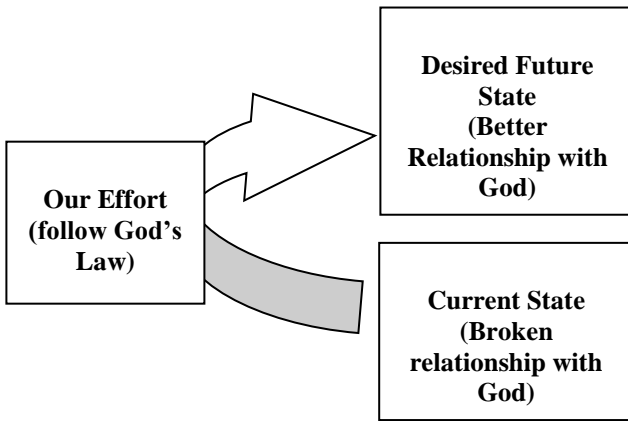 Desired Future
State
(Better
Relationship with
God)
Our Effort
(follow God’s
Law)
Current State
(Broken
relationship with
God)